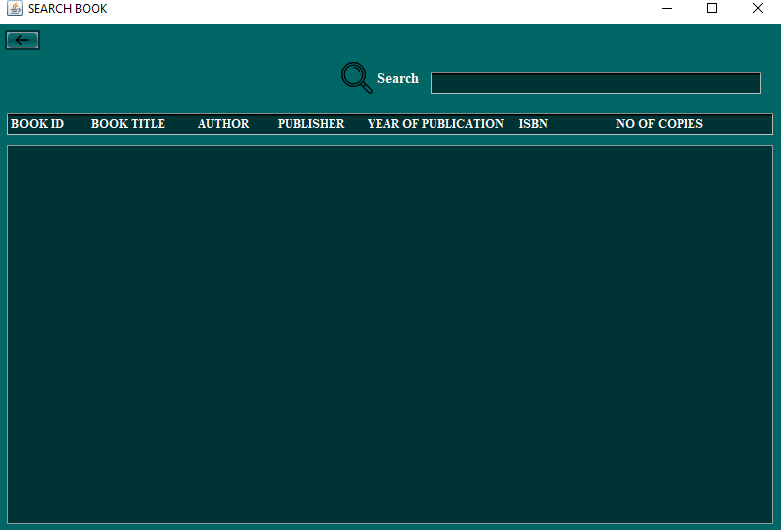 SEARCH BOOK
Search
BOOK ID BOOK TITLE AUTHOR PUBLISHER YEAR OF PUBLICATION ISBN NO OF COPIES